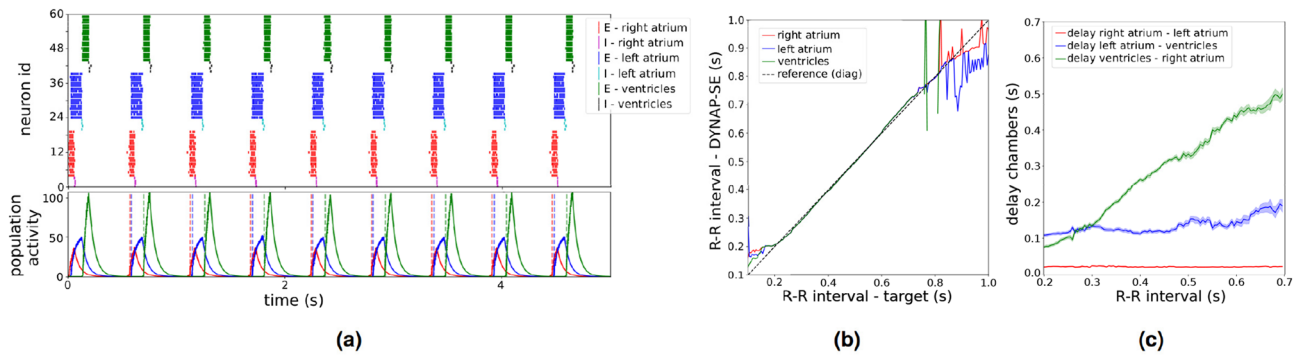 60
48
36
24
12
0
neuron id
E - right atrium
I - right atrium
E - left atrium
I - left atrium
E - ventricles
I - ventricles
100
50
0
population
activity
0
2
4
time (s)
(a)
1.0
0.9
0.8
0.7
0.6
0.5
0.4
0.3
0.2
0.1
R-R interval - DYNAP-SE (s)
right atrium
left atrium
ventricles
reference (diag)
0.2
0.4
0.6
0.8
1.0
R-R interval - target (s)
(b)
0.7
0.6
0.5
0.4
0.3
0.2
0.1
0.0
delay chambers (s)
delay right atrium - left atrium
delay left atrium - ventricles
delay ventricles - right atrium
0.2
0.3
0.4
0.5
0.6
0.7
R-R interval (s)
(c)